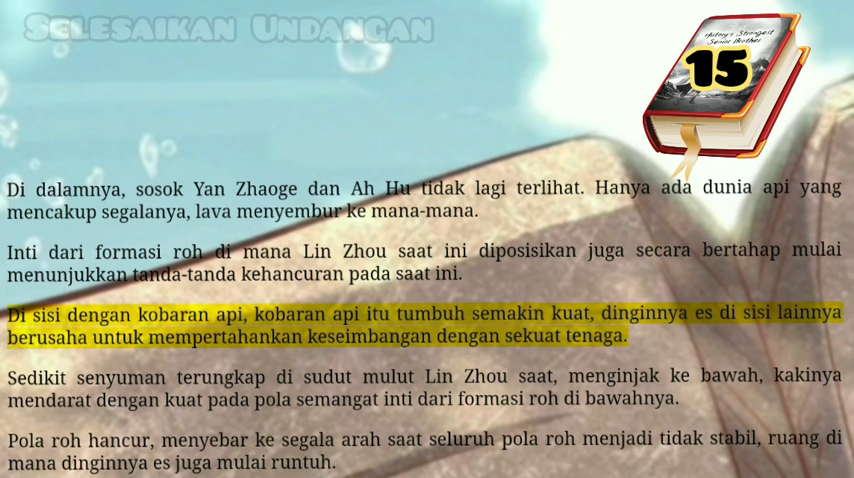 Selesaikan Undangan
History's Strongest
Senior Brother
15
Di dalamnya, sosok Yan Zhaoge dan Ah Hu tidak lagi terlihat. Hanya ada dunia api yang
mencakup segalanya, lava menyembur ke mana-mana.
Inti dari formasi roh di mana Lin Zhou saat ini diposisikan juga secara bertahap mulai
menunjukkan tanda-tanda kehancuran pada saat ini.
Di sisi dengan kobaran api, kobaran api itu tumbuh semakin kuat, dinginnya es di sisi lainnya
berusaha untuk mempertahankan keseimbangan dengan sekuat tenaga.
Sedikit senyuman terungkap di sudut mulut Lin Zhou saat, menginjak ke bawah, kakinya
mendarat dengan kuat pada pola semangat inti dari formasi roh di bawahnya.
Pola roh hancur, menyebar ke segala arah saat seluruh pola roh menjadi tidak stabil, ruang di
mana dinginnya es juga mulai runtuh.